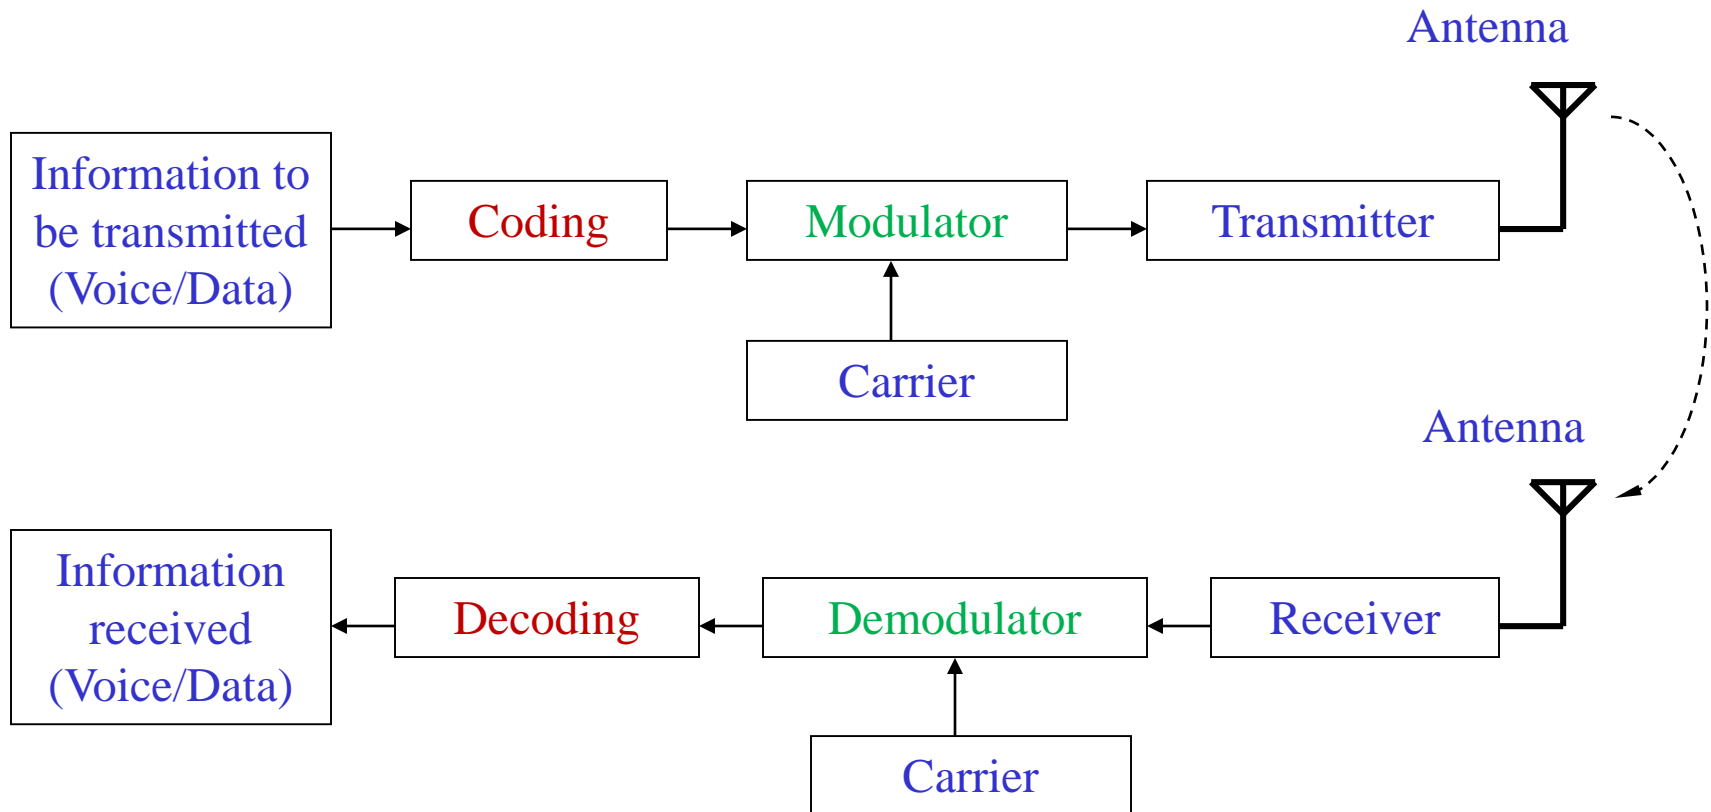 Antenna
Information to
be transmitted
(Voice/Data)
Coding
Modulator
Transmitter
Carrier
Antenna
Information
received
(Voice/Data)
Decoding
Demodulator
Receiver
Carrier